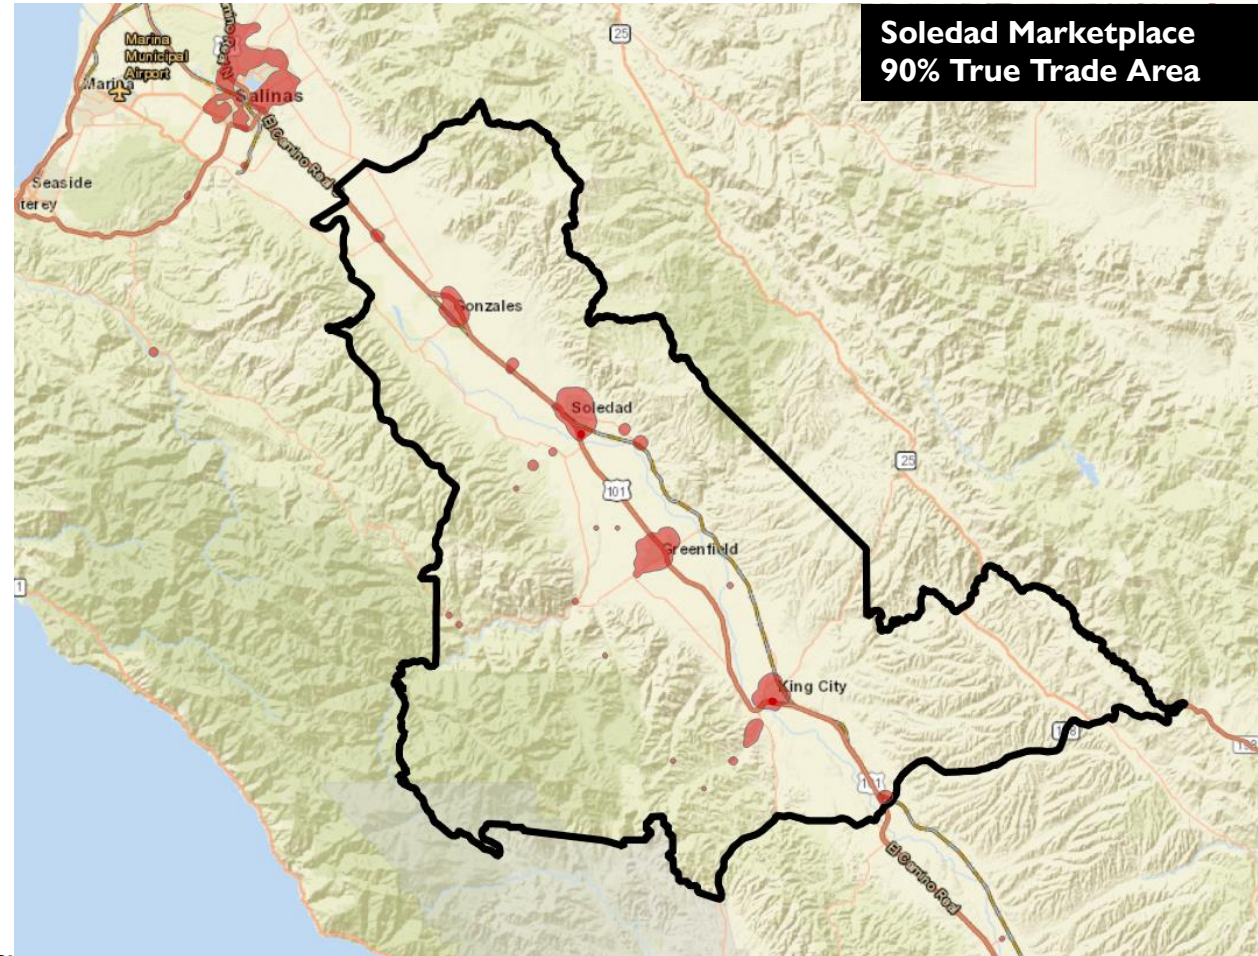 Soledad Marketplace
90% True Trade Area
25
Marina
Municipal
Airport
Marina
Salinas
El Camino Real
Seaside
terey
Gonzales
Soledad
25
101
Greenfield
1
King City
198
101
El Camino Real